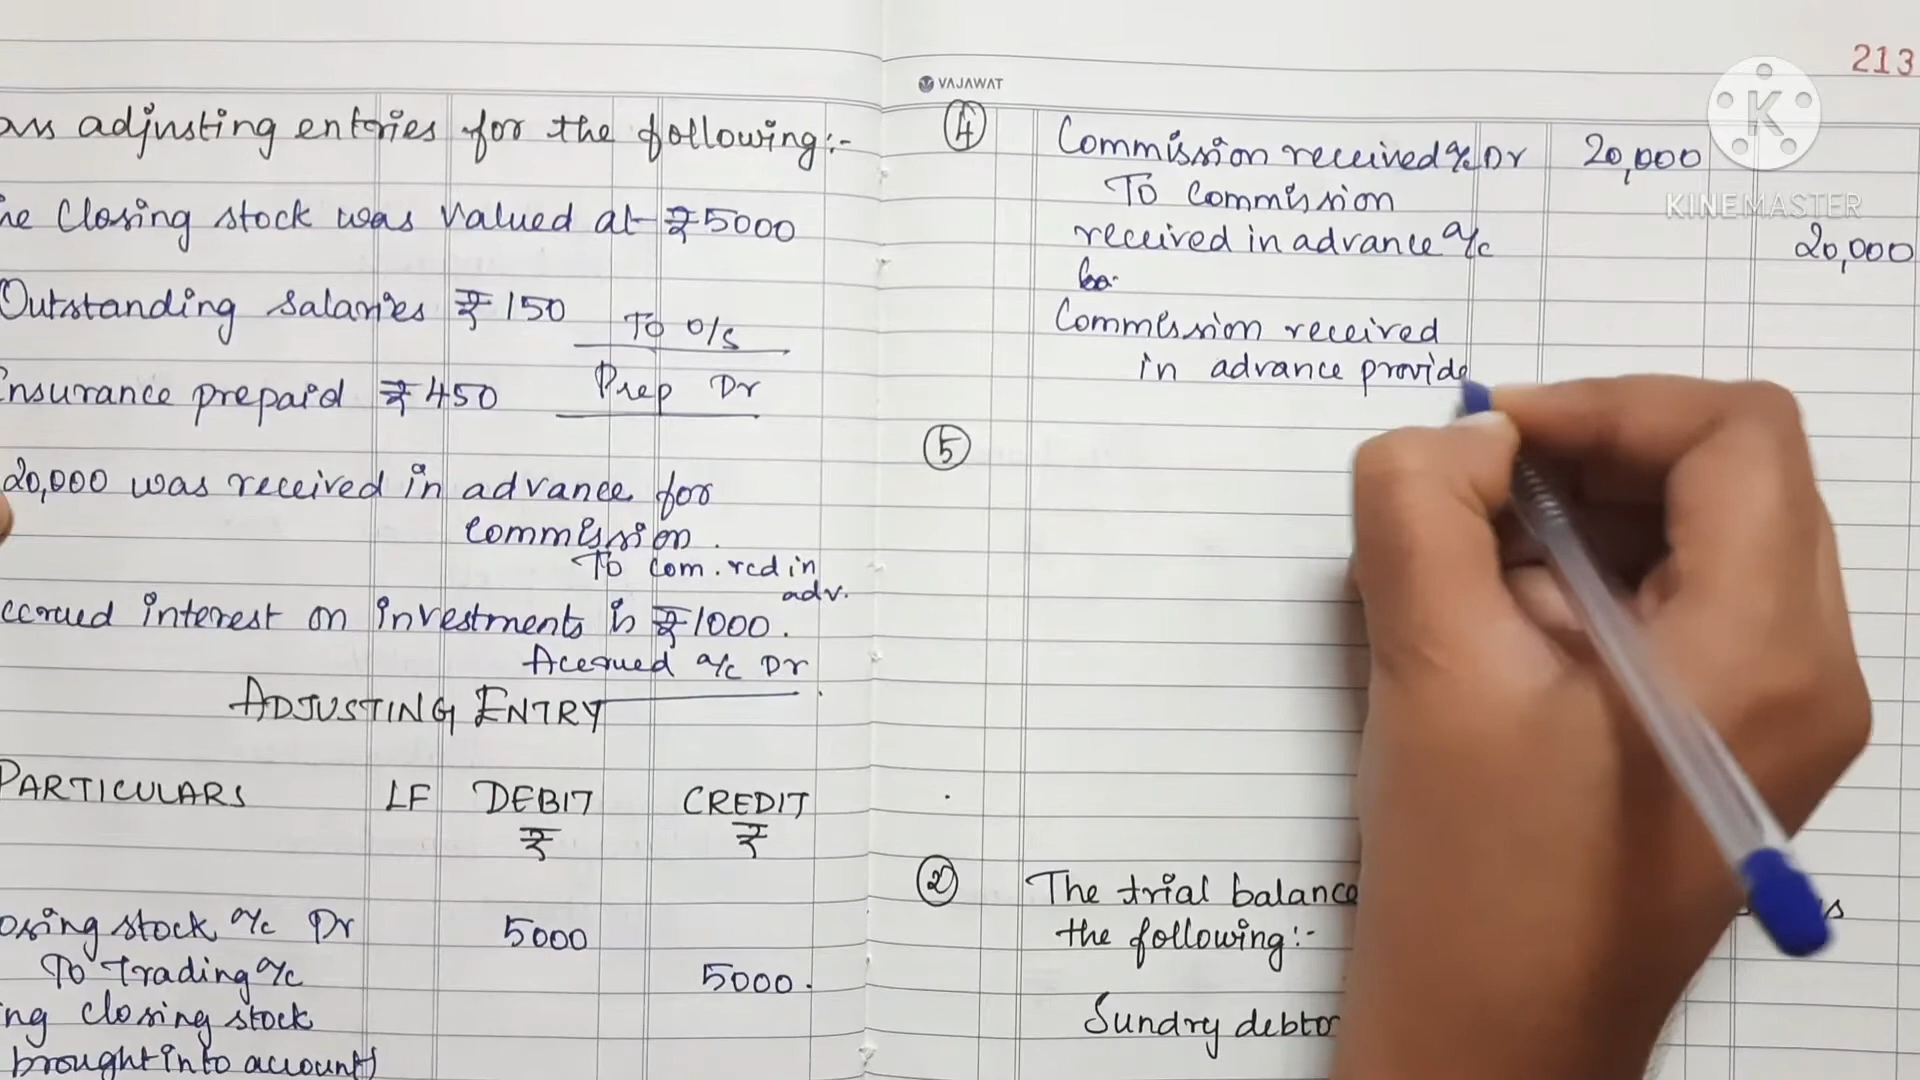 adjusting entries for the following:-
closing stock was valued at ₹5000
Outstanding salaries ₹150
To O/S
Insurance prepaid ₹450
Prep Dr
20,000 was received in advance for
commission.
To com. rcd in
adv.
ccrued interest on investments is ₹1000.
Accrued a/c Dr
ADJUSTING ENTRY
PARTICULARS LF DEBIT CREDIT
₹ ₹
osing stock a/c Dr 5000
To Trading a/c 5000.
ng closing stock
brought into account)
VAJAWAT
213
K
KINEMASTER
4 Commission received a/c Dr 20,000
To Commission
received in advance a/c 20,000
Commission received
in advance provide
5
2 The trial balance
the following:-
Sundry debto